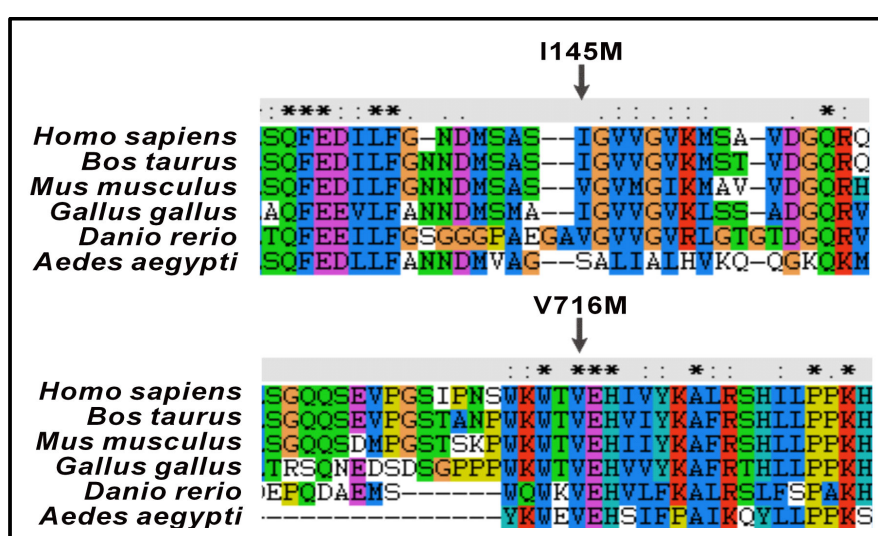 I145M
: * * * : : * * . . . . : : : . : : : . * :
Homo sapiens SQFEDILFG-NDMSAS--IGVVGVKMSA-VDGQRQ
Bos taurus SQFEDILFGNNDMSAS--IGVVGVKMST-VDGQRQ
Mus musculus SQFEDILFGNNDMSAS--VGVMGIKMAV-VDGQRH
Gallus gallus AQFEEVLFANNDMSMA--IGVVGVKLSS-ADGQRV
Danio rerio TQFEEILFGSGGGPAEGAVGVVGVRLGTGTDGQRV
Aedes aegypti SQFEDLLFANNDMVAG--SALIALHVKQ-QGKQKM
V716M
: : * * * * : : * : : : * . *
Homo sapiens SGQQSEVPGSIPNSWKWTVEHIVYKALRSHILPPKH
Bos taurus SGQQSEVPGSTANPWKWTVEHIVYKAFRSHLLPPKH
Mus musculus SGQQSDMPGSTSKPWKWTVEHIIYKAFRSHLLPPKH
Gallus gallus TRSQNEDSDSGPPPWKWTVEHVVYKAFRTHLLPPKH
Danio rerio EPQDAEMS------WQWKVEHVLFKALRSLFSPAKH
Aedes aegypti --------------YKWEVEHSIFPAIKQYLLPPKS